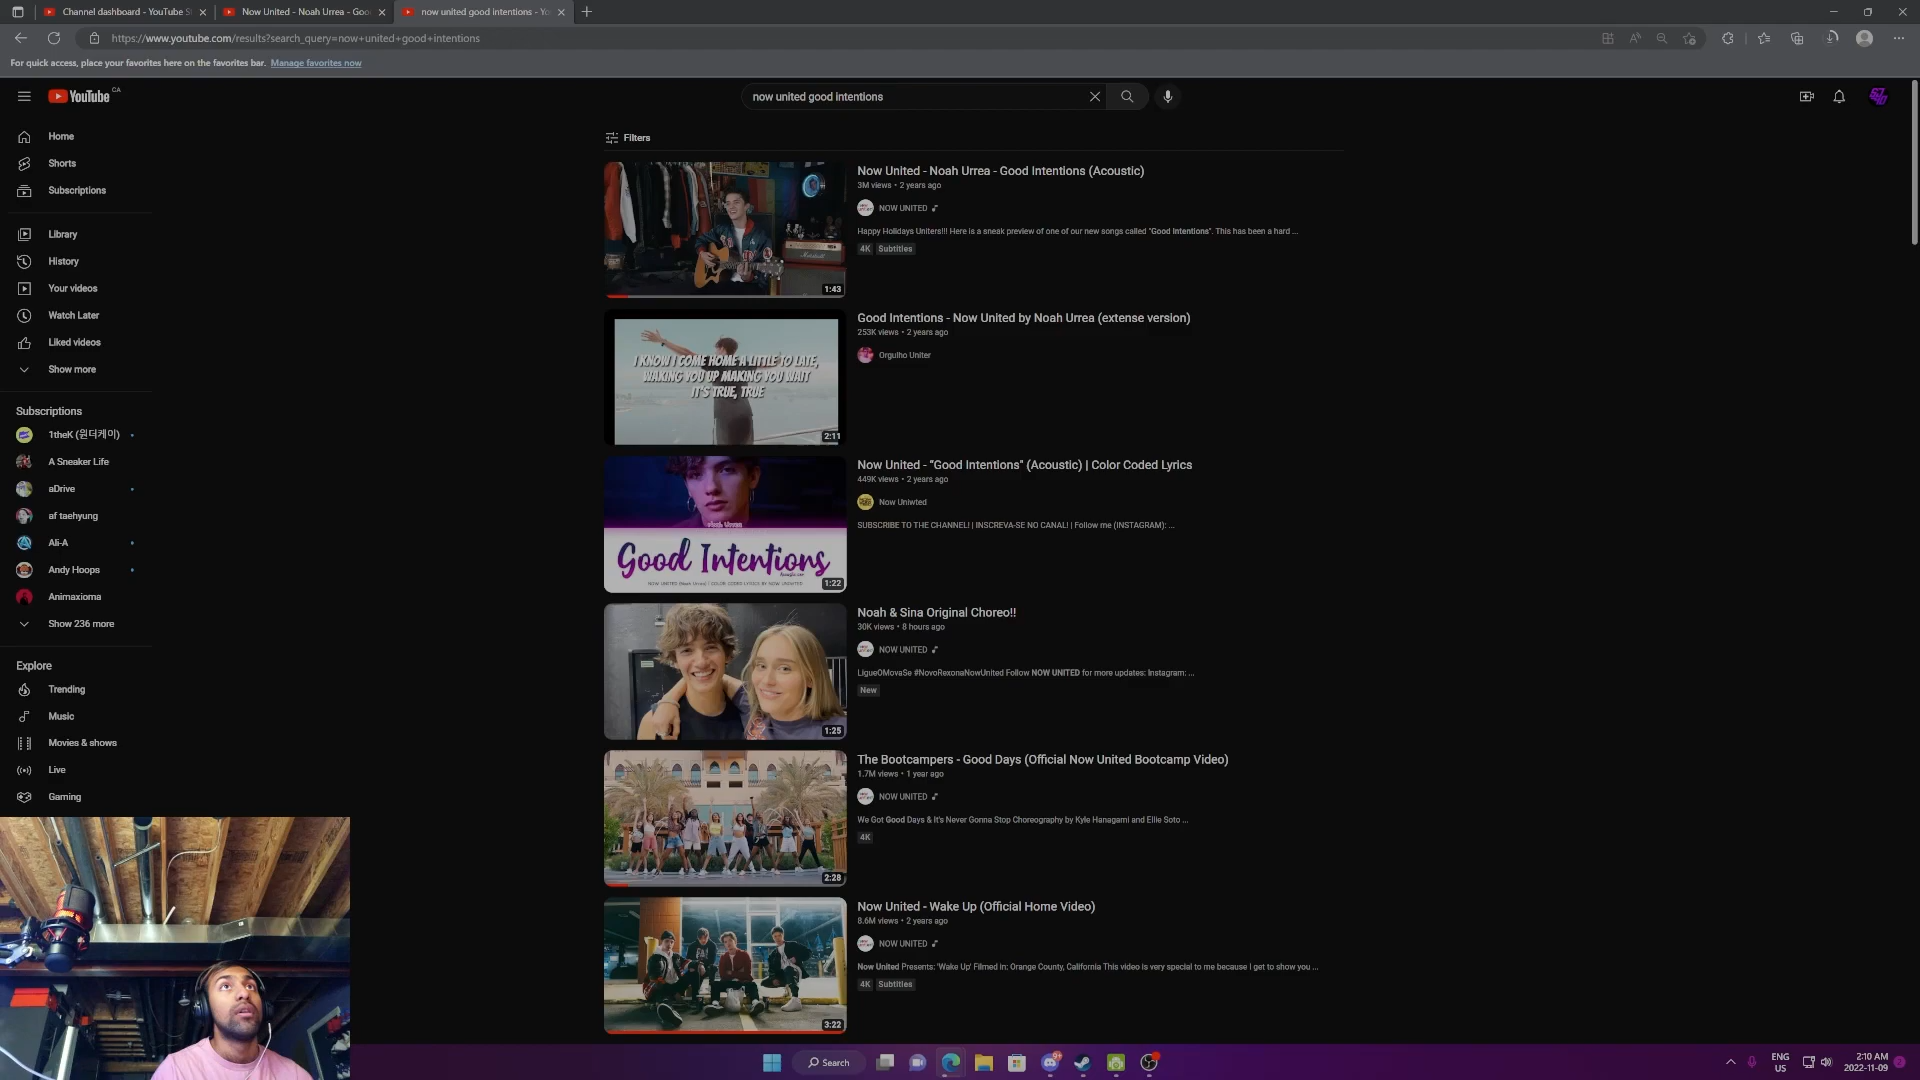 Channel dashboard - YouTube S
Now United - Noah Urrea - Goo
now united good intentions - Yo
https://www.youtube.com/results?search_query=now+united+good+intentions
For quick access, place your favorites here on the favorites bar. Manage favorites now
YouTube CA
now united good intentions
Home
Shorts
Subscriptions
Library
History
Your videos
Watch Later
Liked videos
Show more
Subscriptions
1theK (원더케이)
A Sneaker Life
aDrive
af taehyung
Ali-A
Andy Hoops
Animaxioma
Show 236 more
Explore
Trending
Music
Movies & shows
Live
Gaming
Filters
Marshall
1:43
Now United - Noah Urrea - Good Intentions (Acoustic)
3M views • 2 years ago
NOW UNITED
Happy Holidays Uniters!!! Here is a sneak preview of one of our new songs called "Good Intentions". This has been a hard ...
4K Subtitles
I KNOW I COME HOME A LITTLE TO LATE,
WAKING YOU UP MAKING YOU WAIT
IT'S TRUE, TRUE
2:11
Good Intentions - Now United by Noah Urrea (extense version)
253K views • 2 years ago
Orgulho Uniter
Noah Urrea
Good Intentions
NOW UNITED (Noah Urrea) | COLOR CODED LYRICS BY NOW UNIWTED
1:22
Now United - “Good Intentions" (Acoustic) | Color Coded Lyrics
449K views • 2 years ago
Now Uniwted
SUBSCRIBE TO THE CHANNEL! | INSCREVA-SE NO CANAL! | Follow me (INSTAGRAM): ...
1:25
Noah & Sina Original Choreo!!
30K views • 8 hours ago
NOW UNITED
LigueOMovaSe #NovoRexonaNowUnited Follow NOW UNITED for more updates: Instagram: ...
New
2:28
The Bootcampers - Good Days (Official Now United Bootcamp Video)
1.7M views • 1 year ago
NOW UNITED
We Got Good Days & It's Never Gonna Stop Choreography by Kyle Hanagami and Ellie Soto ...
4K
3:22
Now United - Wake Up (Official Home Video)
8.6M views • 2 years ago
NOW UNITED
Now United Presents: 'Wake Up' Filmed in: Orange County, California This video is very special to me because I get to show you ...
4K Subtitles
Search
ENG
US
2:10 AM
2022-11-09
2